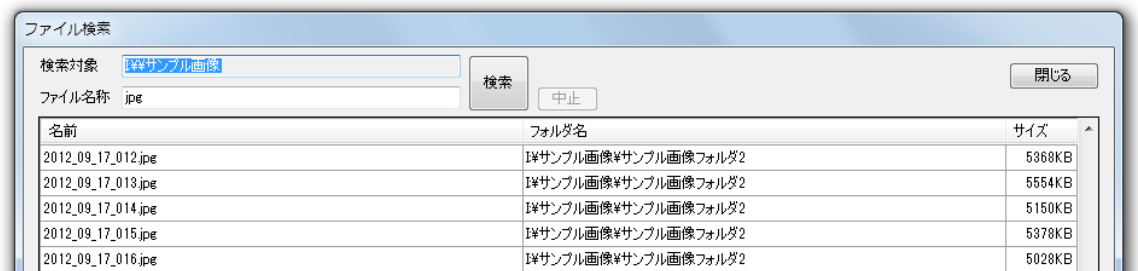 ファイル検索
検索対象 I:¥¥サンプル画像 検索 閉じる
ファイル名称 jpg 中止
名前 フォルダ名 サイズ
2012_09_17_012.jpg I:¥サンプル画像¥サンプル画像フォルダ2 5368KB
2012_09_17_013.jpg I:¥サンプル画像¥サンプル画像フォルダ2 5554KB
2012_09_17_014.jpg I:¥サンプル画像¥サンプル画像フォルダ2 5150KB
2012_09_17_015.jpg I:¥サンプル画像¥サンプル画像フォルダ2 5378KB
2012_09_17_016.jpg I:¥サンプル画像¥サンプル画像フォルダ2 5028KB